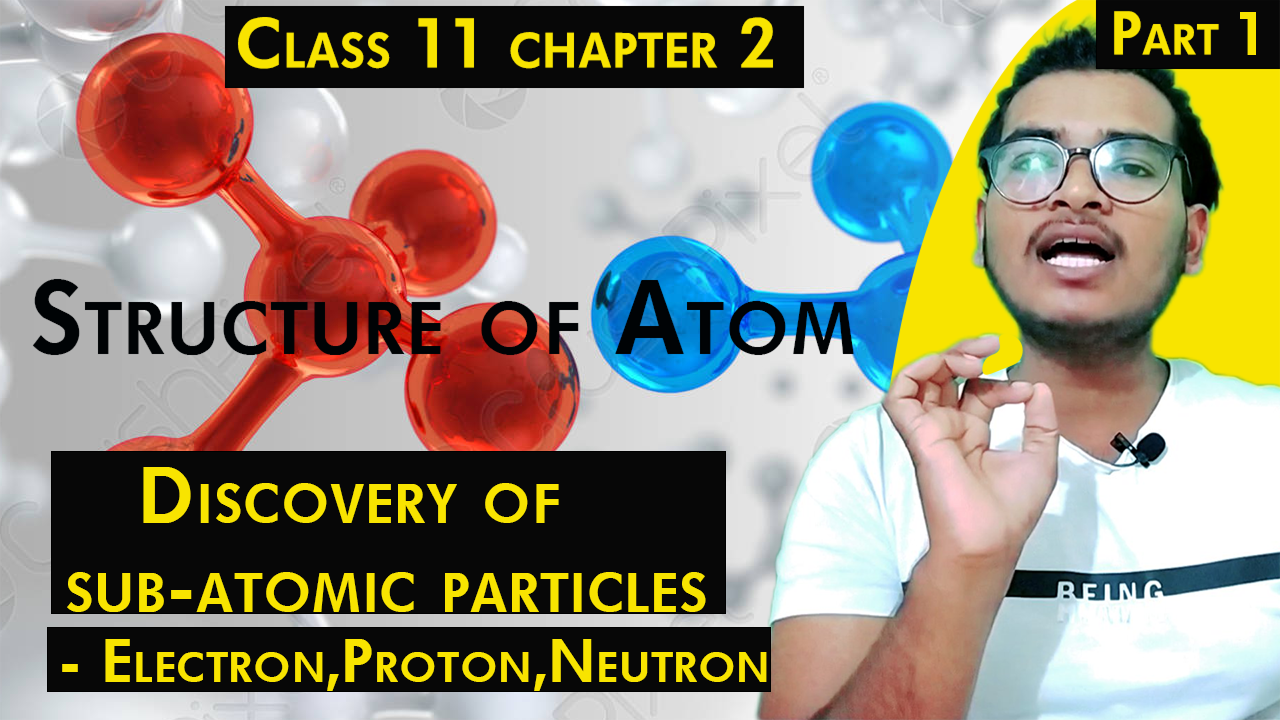 Class 11 chapter 2
Part 1
Structure of Atom
Discovery of
sub-atomic particles
- Electron,Proton,Neutron
BEING